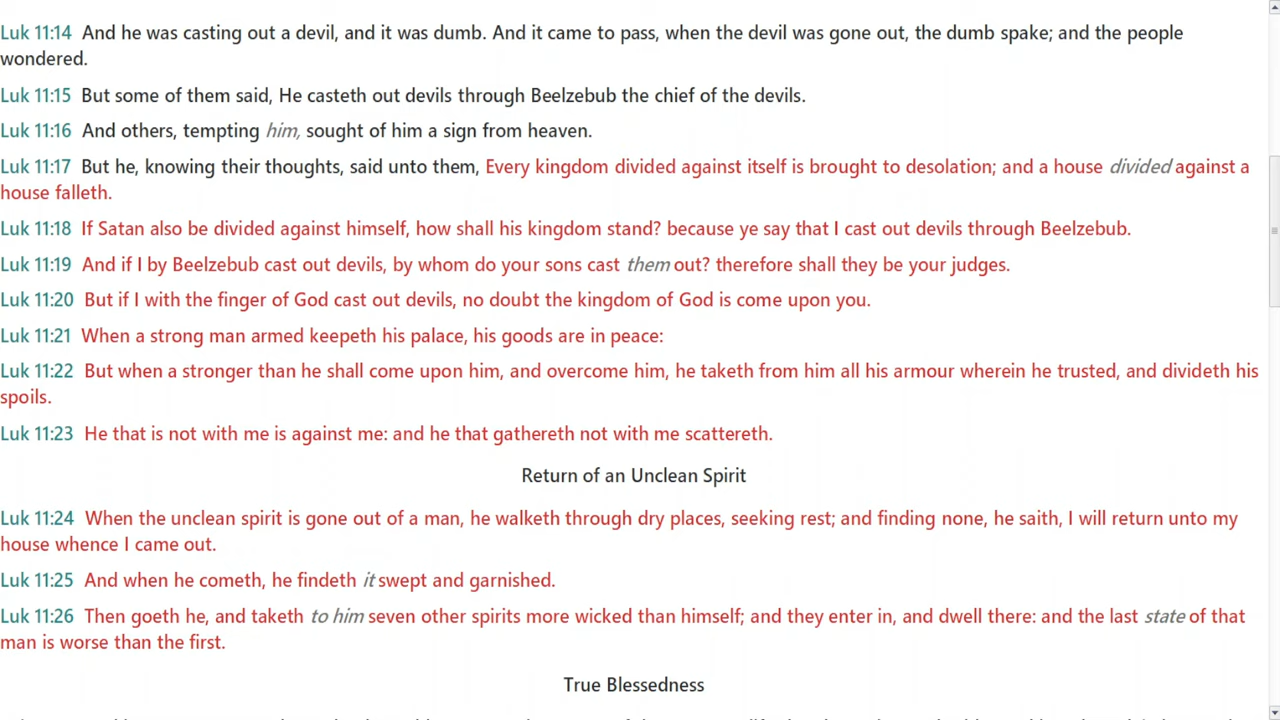 Luk 11:14 And he was casting out a devil, and it was dumb. And it came to pass, when the devil was gone out, the dumb spake; and the people
wondered.
Luk 11:15 But some of them said, He casteth out devils through Beelzebub the chief of the devils.
Luk 11:16 And others, tempting him, sought of him a sign from heaven.
Luk 11:17 But he, knowing their thoughts, said unto them, Every kingdom divided against itself is brought to desolation; and a house divided against a
house falleth.
Luk 11:18 If Satan also be divided against himself, how shall his kingdom stand? because ye say that I cast out devils through Beelzebub.
Luk 11:19 And if I by Beelzebub cast out devils, by whom do your sons cast them out? therefore shall they be your judges.
Luk 11:20 But if I with the finger of God cast out devils, no doubt the kingdom of God is come upon you.
Luk 11:21 When a strong man armed keepeth his palace, his goods are in peace:
Luk 11:22 But when a stronger than he shall come upon him, and overcome him, he taketh from him all his armour wherein he trusted, and divideth his
spoils.
Luk 11:23 He that is not with me is against me: and he that gathereth not with me scattereth.
Return of an Unclean Spirit
Luk 11:24 When the unclean spirit is gone out of a man, he walketh through dry places, seeking rest; and finding none, he saith, I will return unto my
house whence I came out.
Luk 11:25 And when he cometh, he findeth it swept and garnished.
Luk 11:26 Then goeth he, and taketh to him seven other spirits more wicked than himself; and they enter in, and dwell there: and the last state of that
man is worse than the first.
True Blessedness